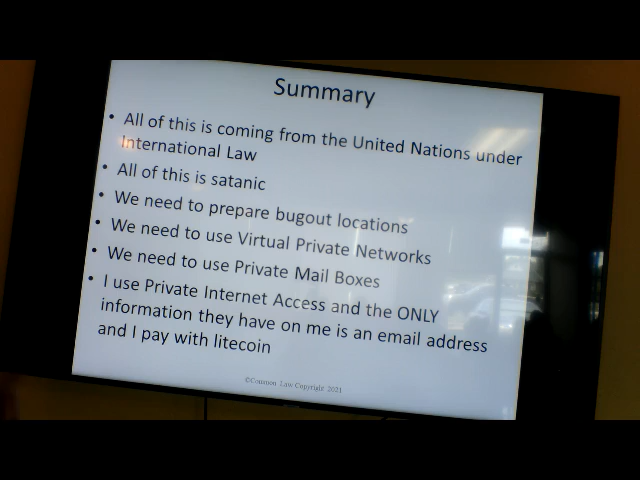 Summary
• All of this is coming from the United Nations under
International Law
• All of this is satanic
• We need to prepare bugout locations
• We need to use Virtual Private Networks
• We need to use Private Mail Boxes
• I use Private Internet Access and the ONLY
information they have on me is an email address
and I pay with litecoin
©Common Law Copyright 2021